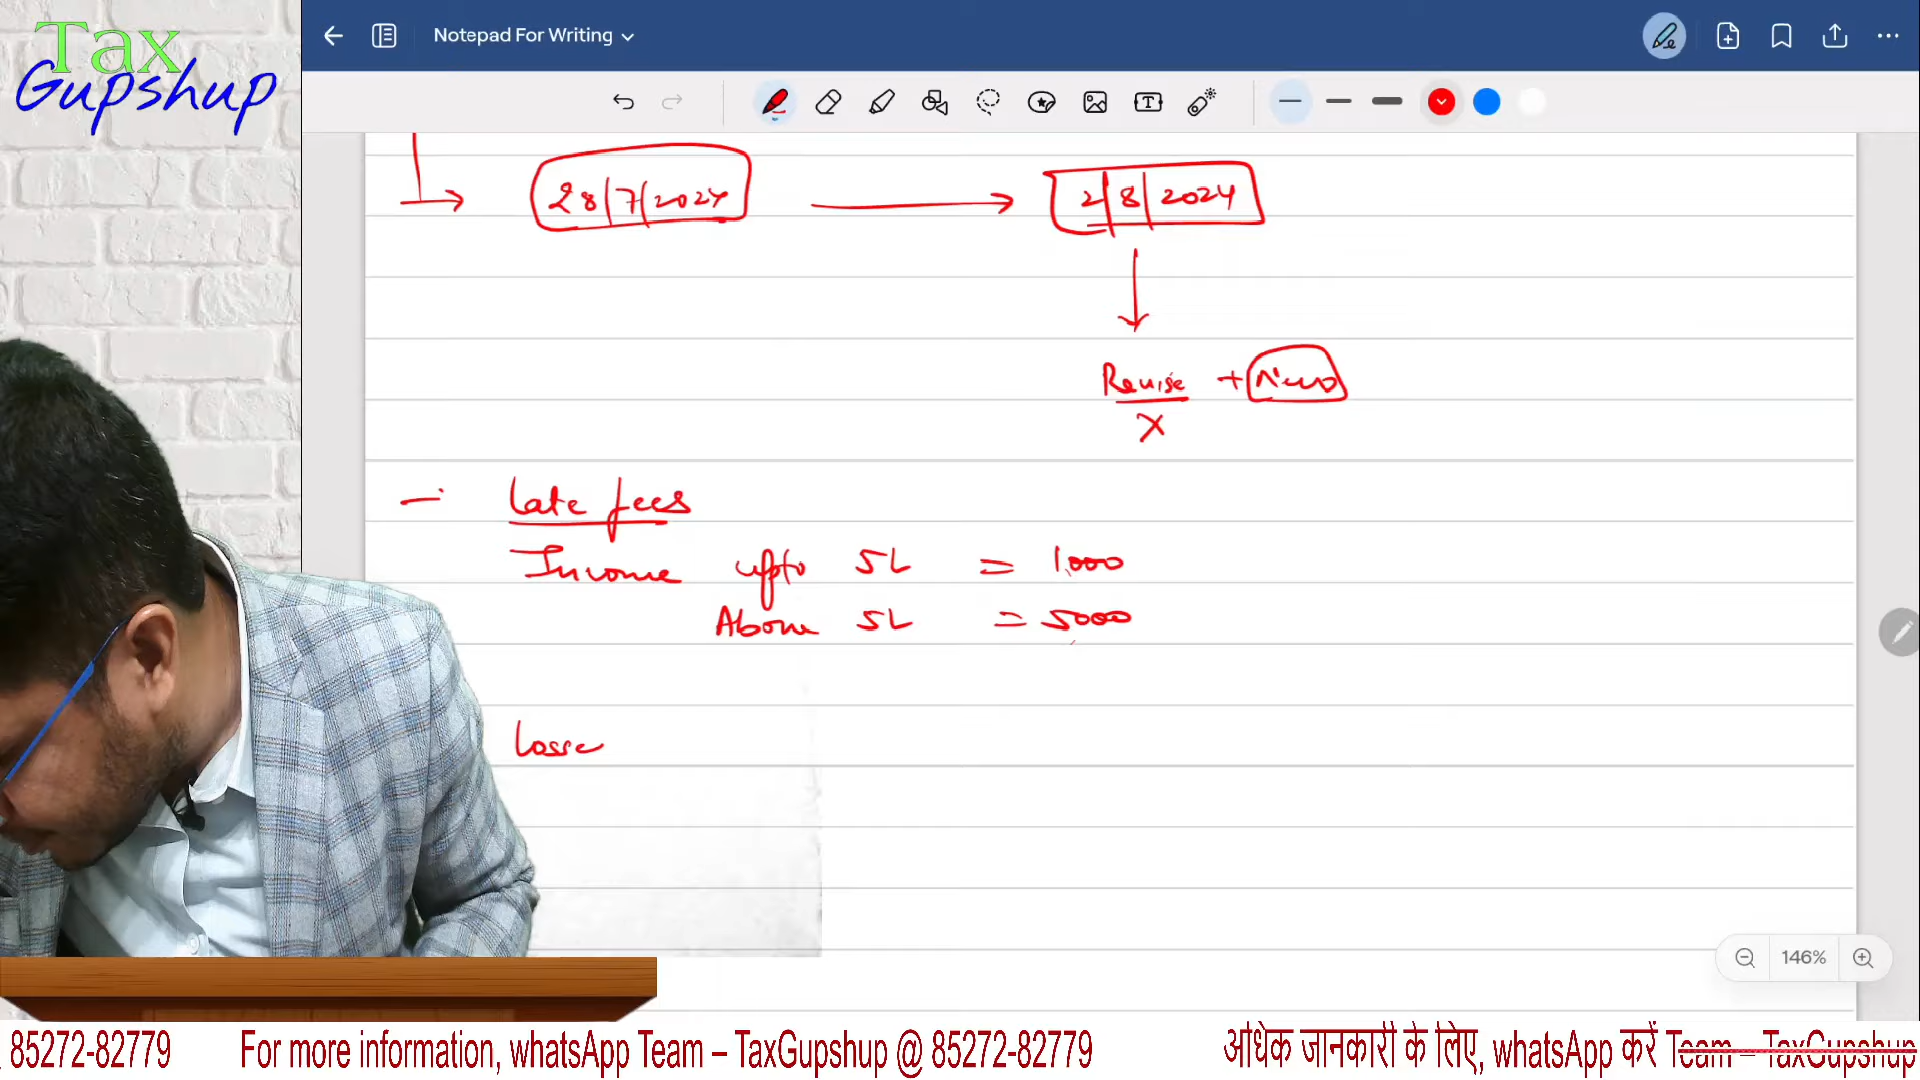 Tax
Gupshup
Notepad For Writing
28/7/2024
2/8/2024
Revise + New
X
- late fees
Income upto 5L = 1,000
Above 5L = 5000
Losse
146%
85272-82779 For more information, whatsApp Team – TaxGupshup @ 85272-82779 अधिक जानकारी के लिए, whatsApp करें Team – TaxGupshup